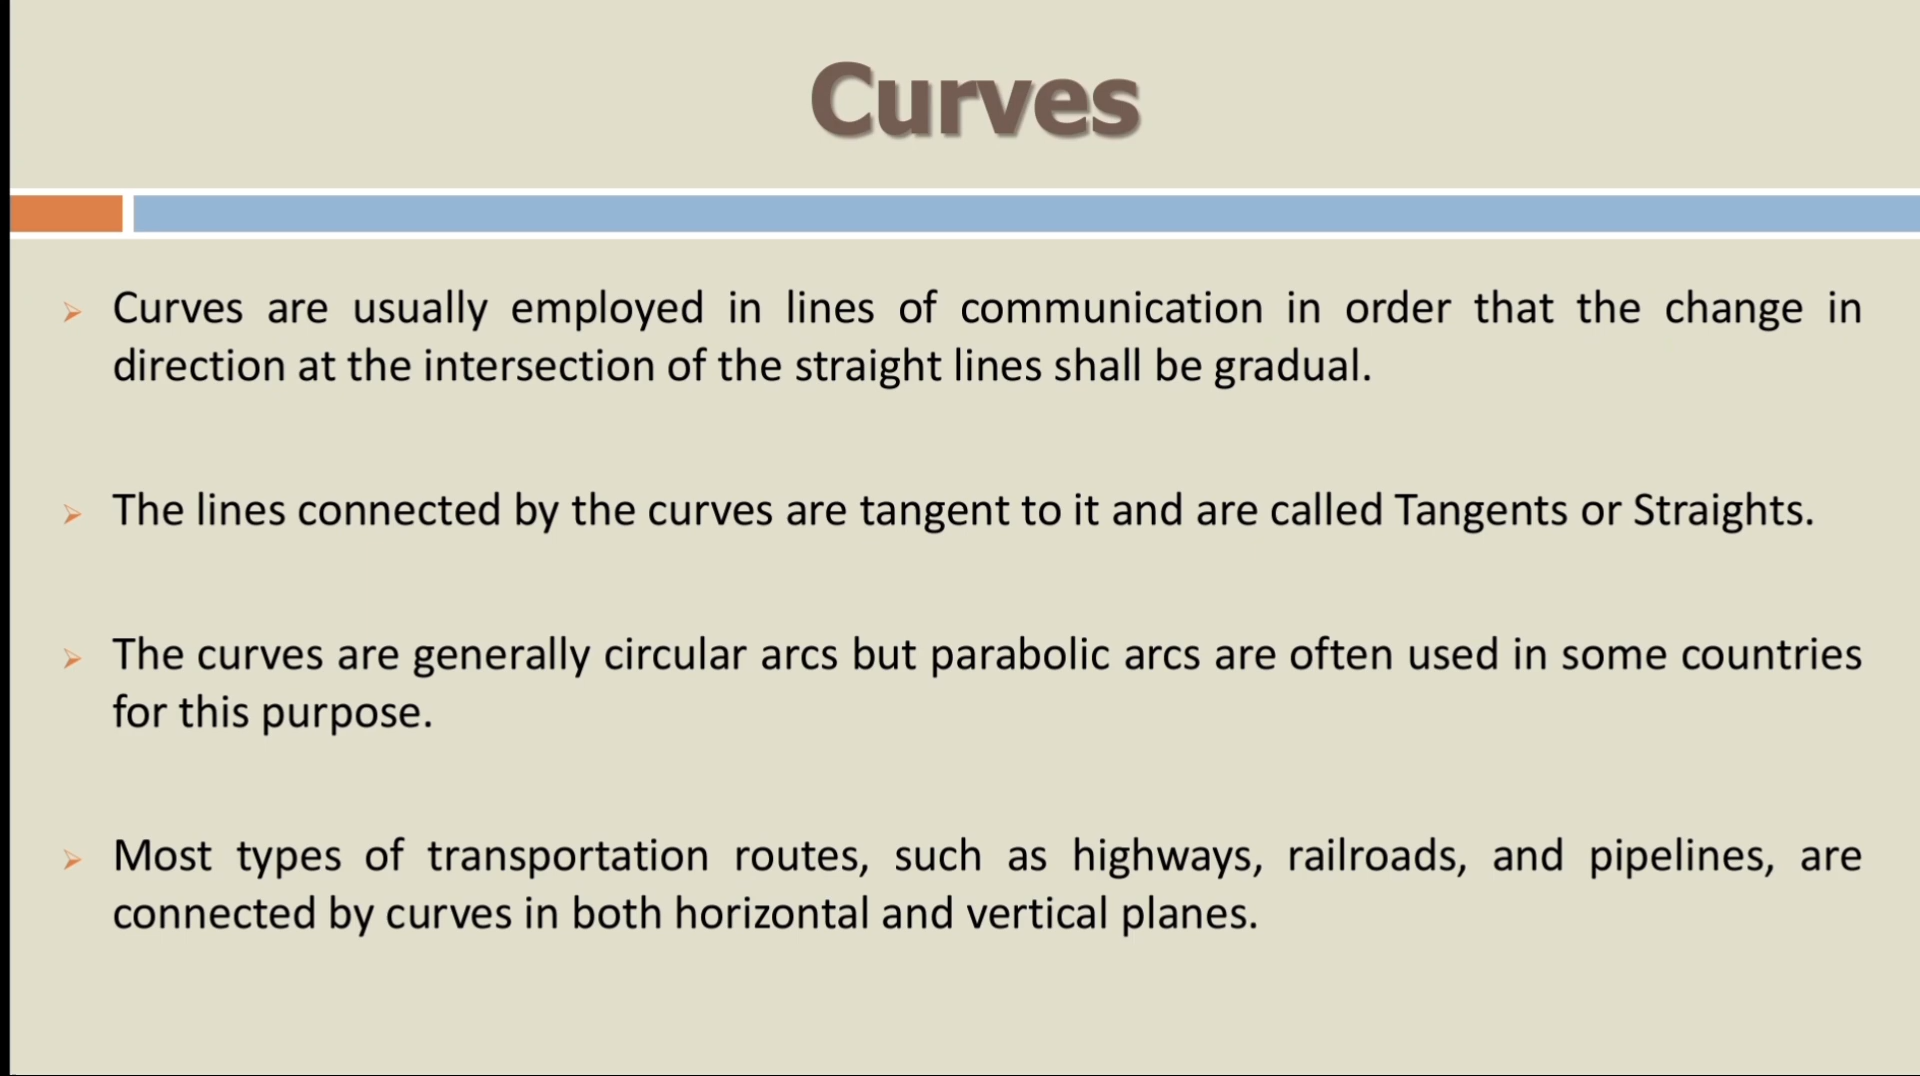 Curves
➢ Curves are usually employed in lines of communication in order that the change in
direction at the intersection of the straight lines shall be gradual.
➢ The lines connected by the curves are tangent to it and are called Tangents or Straights.
➢ The curves are generally circular arcs but parabolic arcs are often used in some countries
for this purpose.
➢ Most types of transportation routes, such as highways, railroads, and pipelines, are
connected by curves in both horizontal and vertical planes.